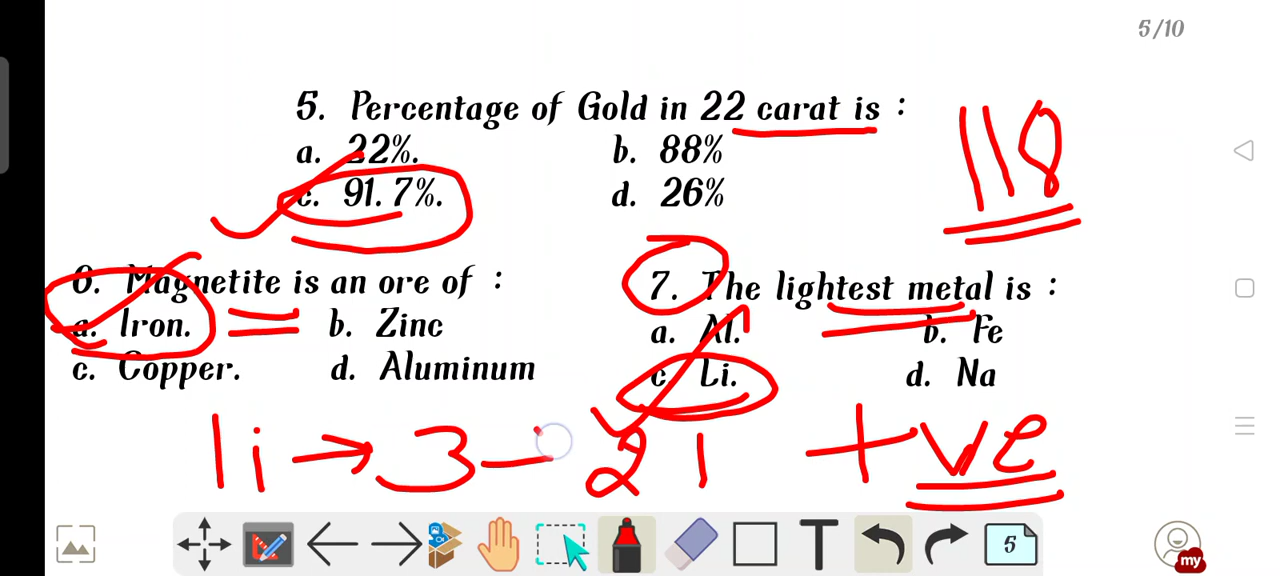 5/10
5. Percentage of Gold in 22 carat is :
a. 22%. b. 88%
c. 91.7%. d. 26%
118
6. Magnetite is an ore of :
a. Iron. b. Zinc
c. Copper. d. Aluminum
7. The lightest metal is :
a. Al. b. Fe
c. Li. d. Na
li → 3 — 2 1 +ve
T 5
my